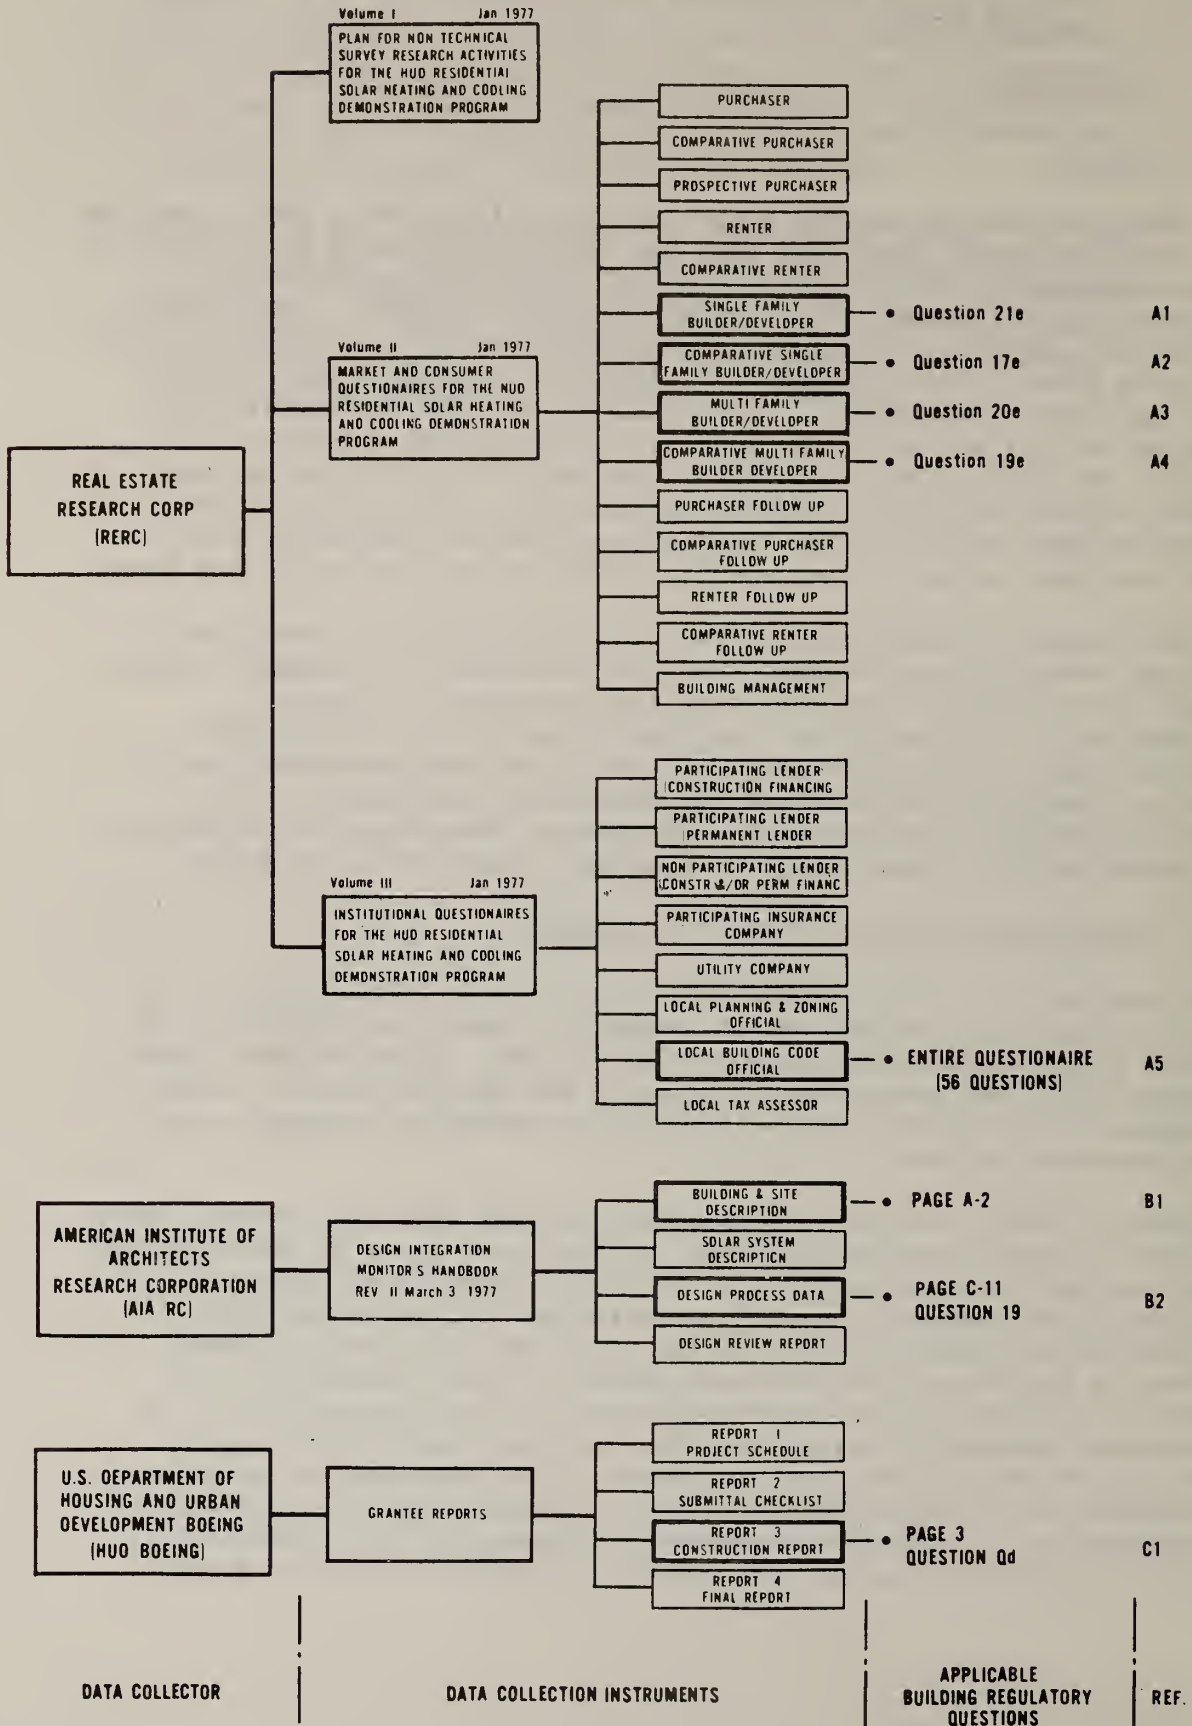 Volume I Jan 1977
PLAN FOR NON TECHNICAL
SURVEY RESEARCH ACTIVITIES
FOR THE HUD RESIDENTIAL
SOLAR HEATING AND COOLING
DEMONSTRATION PROGRAM
PURCHASER
COMPARATIVE PURCHASER
PROSPECTIVE PURCHASER
RENTER
COMPARATIVE RENTER
SINGLE FAMILY
BUILDER/DEVELOPER
• Question 21e A1
Volume II Jan 1977
MARKET AND CONSUMER
QUESTIONAIRES FOR THE HUD
RESIDENTIAL SOLAR HEATING
AND COOLING DEMONSTRATION
PROGRAM
COMPARATIVE SINGLE
FAMILY BUILDER/DEVELOPER
• Question 17e A2
MULTI FAMILY
BUILDER/DEVELOPER
• Question 20e A3
COMPARATIVE MULTI FAMILY
BUILDER DEVELOPER
• Question 19e A4
REAL ESTATE
RESEARCH CORP
(RERC)
PURCHASER FOLLOW UP
COMPARATIVE PURCHASER
FOLLOW UP
RENTER FOLLOW UP
COMPARATIVE RENTER
FOLLOW UP
BUILDING MANAGEMENT
PARTICIPATING LENDER
CONSTRUCTION FINANCING
PARTICIPATING LENDER
PERMANENT LENDER
NON PARTICIPATING LENDER
CONSTR &/OR PERM FINANC
Volume III Jan 1977
INSTITUTIONAL QUESTIONAIRES
FOR THE HUD RESIDENTIAL
SOLAR HEATING AND COOLING
DEMONSTRATION PROGRAM
PARTICIPATING INSURANCE
COMPANY
UTILITY COMPANY
LOCAL PLANNING & ZONING
OFFICIAL
LOCAL BUILDING CODE
OFFICIAL
• ENTIRE QUESTIONAIRE
(56 QUESTIONS)
A5
LOCAL TAX ASSESSOR
AMERICAN INSTITUTE OF
ARCHITECTS
RESEARCH CORPORATION
(AIA RC)
DESIGN INTEGRATION
MONITOR S HANDBOOK
REV II March 3 1977
BUILDING & SITE
DESCRIPTION
• PAGE A-2 B1
SOLAR SYSTEM
DESCRIPTION
DESIGN PROCESS DATA
• PAGE C-11
QUESTION 19
B2
DESIGN REVIEW REPORT
U.S. DEPARTMENT OF
HOUSING AND URBAN
DEVELOPMENT BOEING
(HUD BOEING)
GRANTEE REPORTS
REPORT 1
PROJECT SCHEDULE
REPORT 2
SUBMITTAL CHECKLIST
REPORT 3
CONSTRUCTION REPORT
• PAGE 3
QUESTION Qd
C1
REPORT 4
FINAL REPORT
DATA COLLECTOR
DATA COLLECTION INSTRUMENTS
APPLICABLE
BUILDING REGULATORY
QUESTIONS
REF.